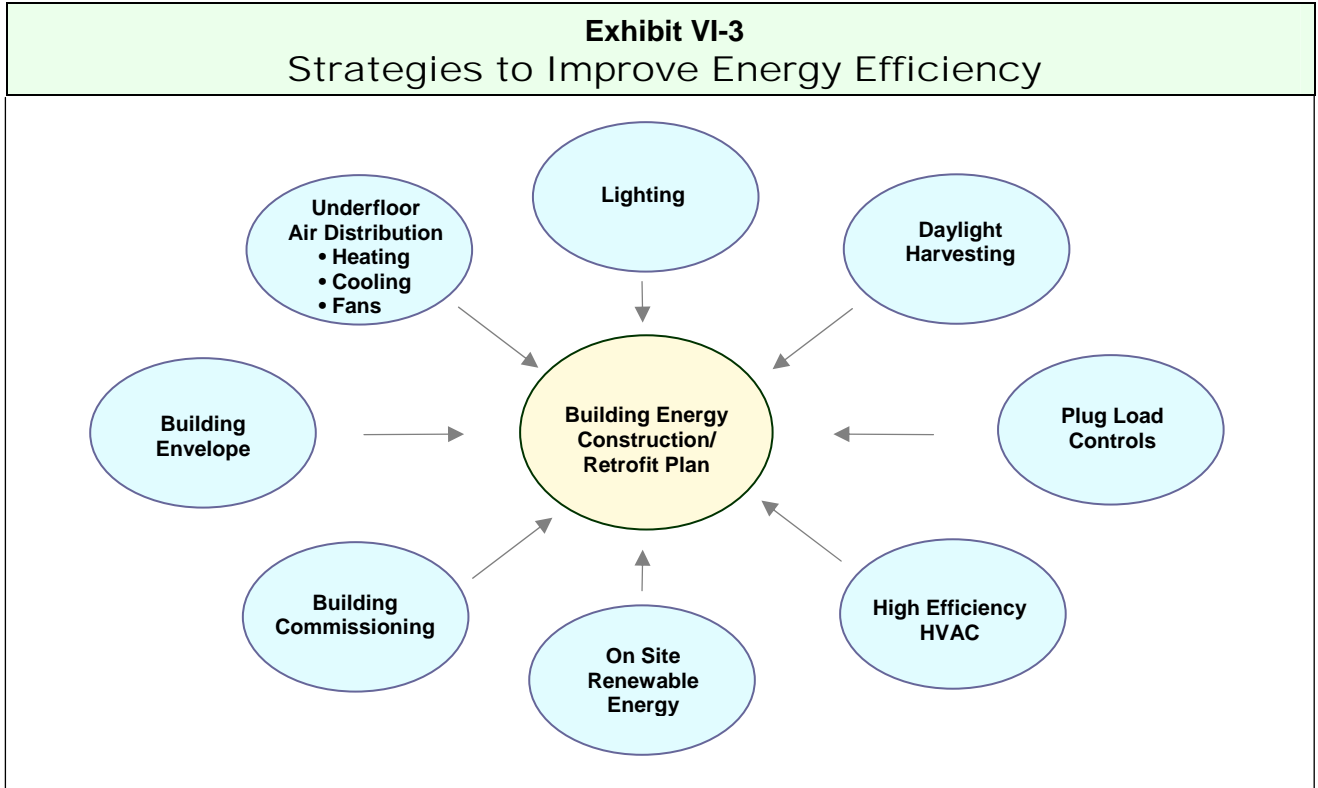 Exhibit VI-3
Strategies to Improve Energy Efficiency
Lighting
Underfloor
Air Distribution
• Heating
• Cooling
• Fans
Daylight
Harvesting
Building
Envelope
Building Energy
Construction/
Retrofit Plan
Plug Load
Controls
Building
Commissioning
On Site
Renewable
Energy
High Efficiency
HVAC